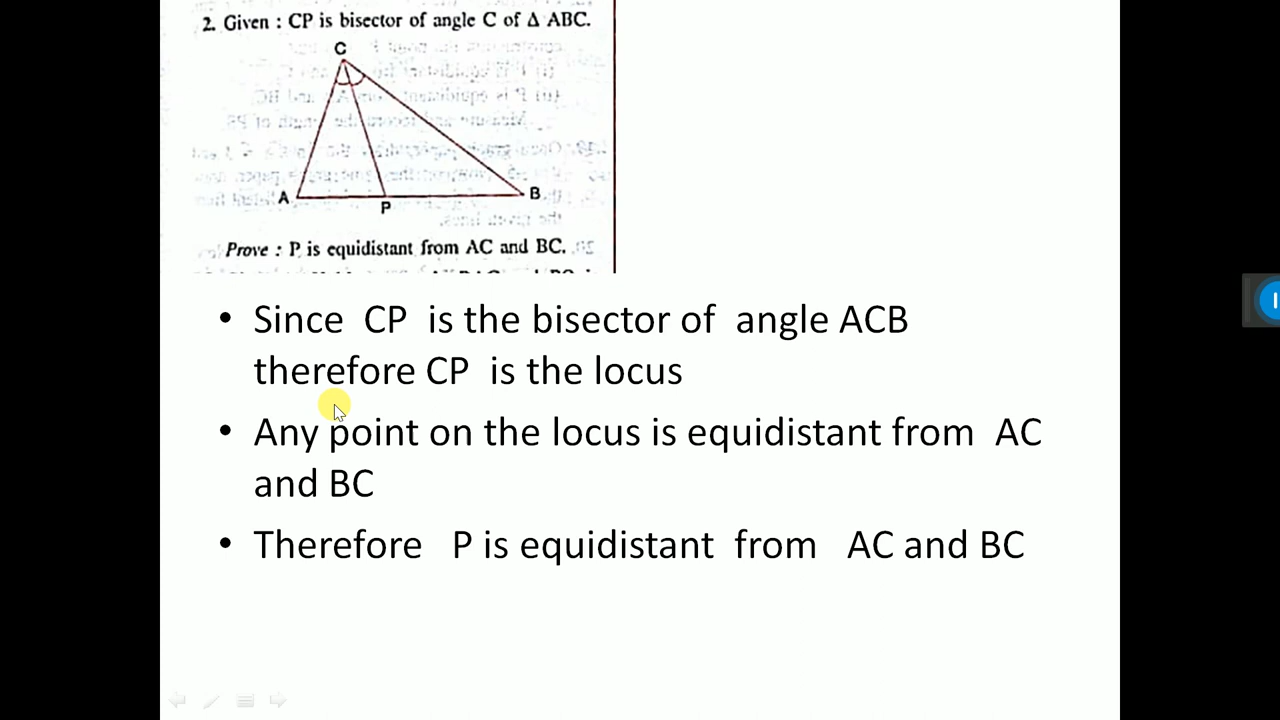 2. Given : CP is bisector of angle C of Δ ABC.
C
A
B
P
Prove : P is equidistant from AC and BC.
• Since CP is the bisector of angle ACB
therefore CP is the locus
• Any point on the locus is equidistant from AC
and BC
• Therefore P is equidistant from AC and BC